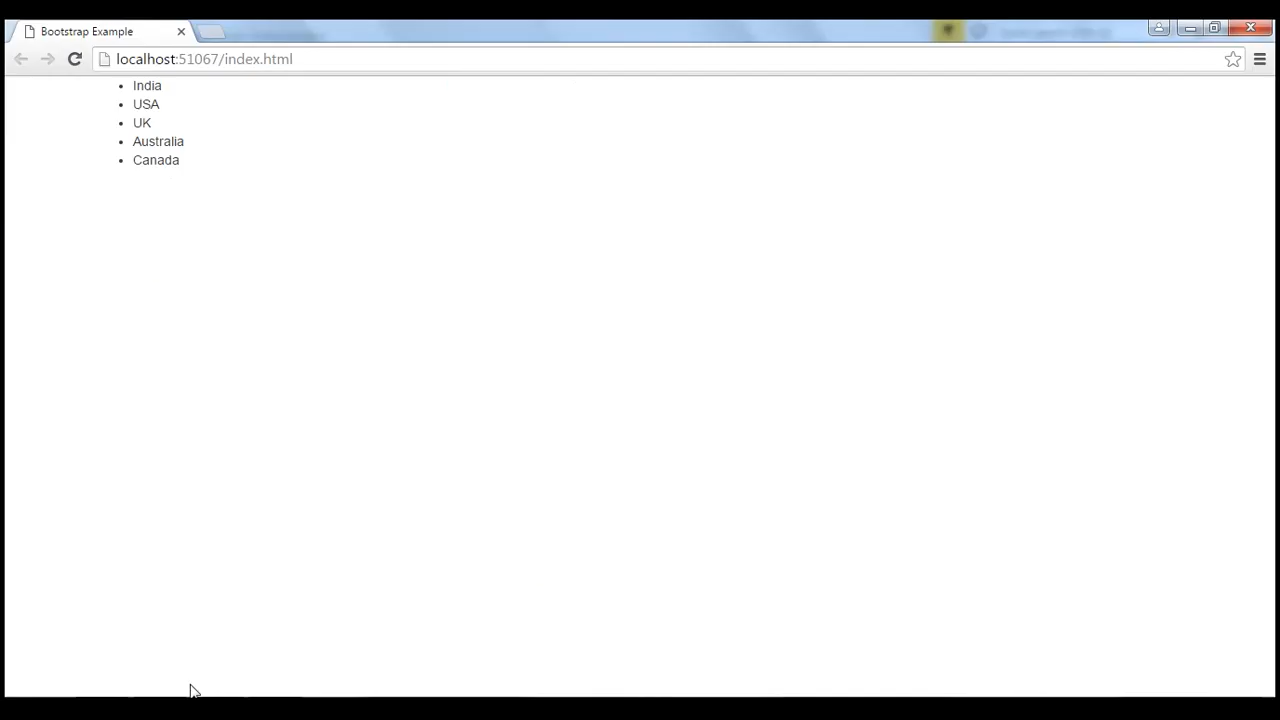 Bootstrap Example
localhost:51067/index.html
India
USA
UK
Australia
Canada